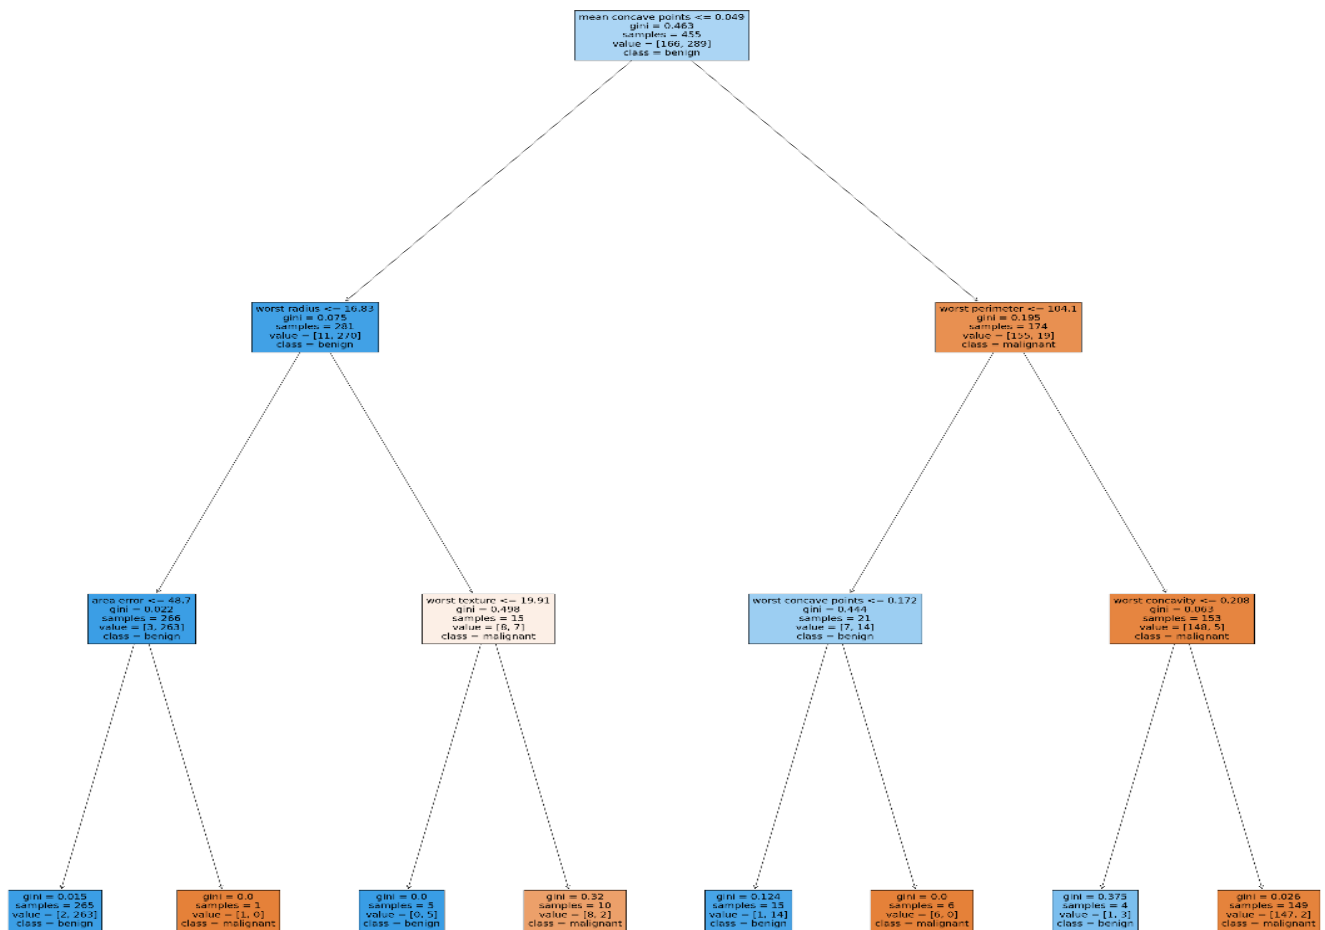 mean concave points <= 0.049
gini = 0.463
samples = 455
value = [166, 289]
class = benign
worst radius <= 16.83
gini = 0.075
samples = 281
value = [11, 270]
class = benign
worst perimeter <= 104.1
gini = 0.195
samples = 174
value = [155, 19]
class = malignant
area error <= 48.7
gini = 0.022
samples = 266
value = [3, 263]
class = benign
worst texture <= 19.91
gini = 0.498
samples = 15
value = [8, 7]
class = malignant
worst concave points <= 0.172
gini = 0.444
samples = 21
value = [7, 14]
class = benign
worst concavity <= 0.208
gini = 0.063
samples = 153
value = [148, 5]
class = malignant
gini = 0.015
samples = 265
value = [2, 263]
class = benign
gini = 0.0
samples = 1
value = [1, 0]
class = malignant
gini = 0.0
samples = 5
value = [0, 5]
class = benign
gini = 0.32
samples = 10
value = [8, 2]
class = malignant
gini = 0.124
samples = 15
value = [1, 14]
class = benign
gini = 0.0
samples = 6
value = [6, 0]
class = malignant
gini = 0.375
samples = 4
value = [1, 3]
class = benign
gini = 0.026
samples = 149
value = [147, 2]
class = malignant